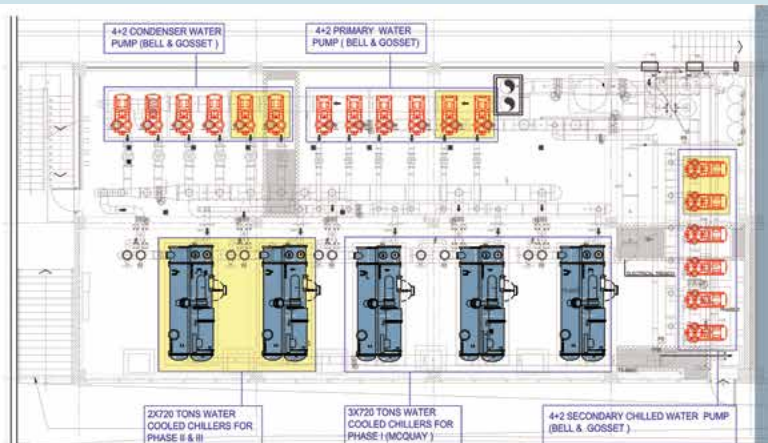 4+2 CONDENSER WATER
PUMP (BELL & GOSSET )
4+2 PRIMARY WATER
PUMP ( BELL & GOSSET)
2X720 TONS WATER
COOLED CHILLERS FOR
PHASE II & III
3X720 TONS WATER
COOLED CHILLERS FOR
PHASE I (MCQUAY )
4+2 SECONDARY CHILLED WATER PUMP
(BELL & GOSSET )